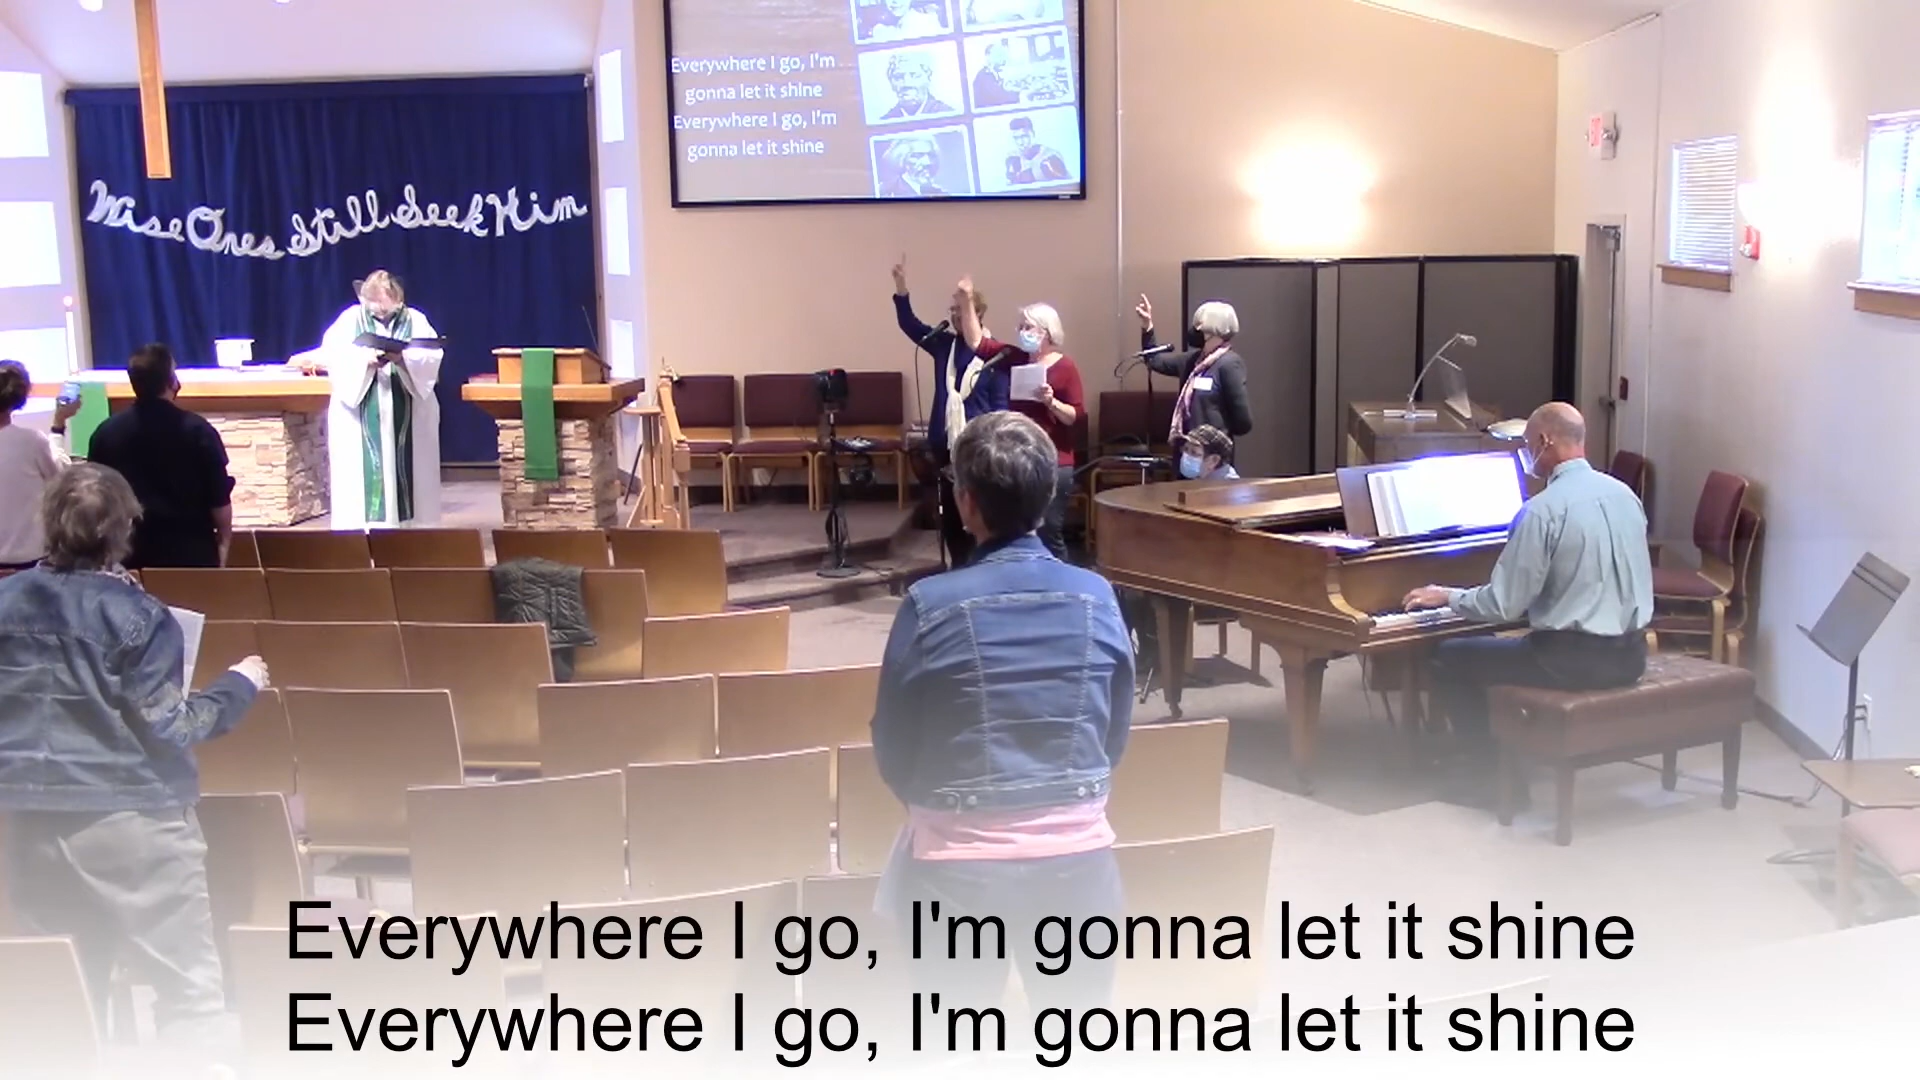 Everywhere I go, I'm
gonna let it shine
Everywhere I go, I'm
gonna let it shine
Wise Ones Still Seek Him
Everywhere I go, I'm gonna let it shine
Everywhere I go, I'm gonna let it shine